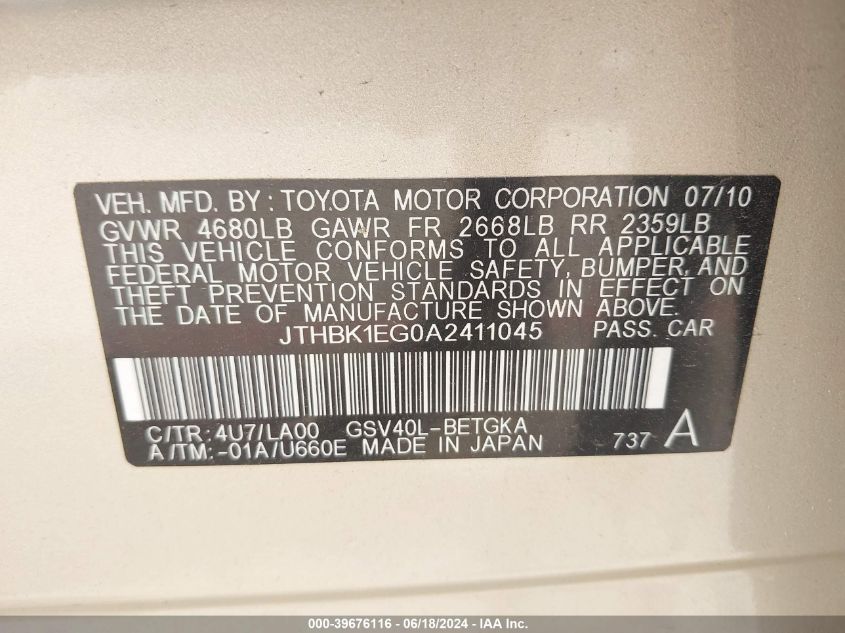 VEH. MFD. BY : TOYOTA MOTOR CORPORATION 07/10
GVWR 4680LB GAWR FR 2668LB RR 2359LB
THIS VEHICLE CONFORMS TO ALL APPLICABLE
FEDERAL MOTOR VEHICLE SAFETY, BUMPER, AND
THEFT PREVENTION STANDARDS IN EFFECT ON
THE DATE OF MANUFACTURE SHOWN ABOVE.
JTHBK1EG0A2411045 PASS. CAR
C/TR: 4U7/LA00 GSV40L-BETGKA
A/TM: -01A/U660E MADE IN JAPAN 737 A
000-39676116 - 06/18/2024 - IAA Inc.